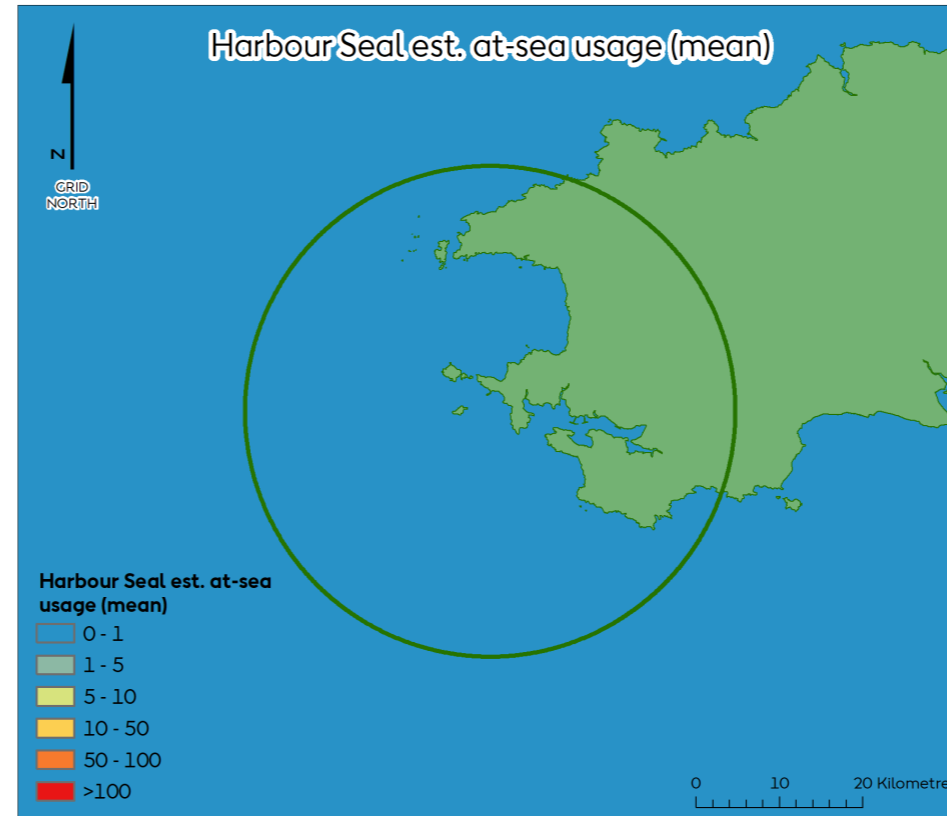 Harbour Seal est. at-sea usage (mean)
N
GRID
NORTH
Harbour Seal est. at-sea
usage (mean)
0 - 1
1 - 5
5 - 10
10 - 50
50 - 100
>100
0 10 20 Kilometre